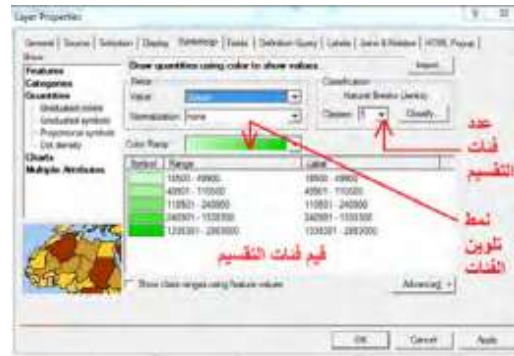 Layer Properties
General | Source | Selection | Display | Symbology | Fields | Definition Query | Labels | Joins & Relates | HTML Popup
Show:
Features
Categories
Quantities
Graduated colors
Graduated symbols
Proportional symbols
Dot density
Charts
Multiple Attributes
Draw quantities using color to show values
Import
Fields
Value:
Normalization: none
Classification
Natural Breaks (Jenks)
Classes: 5
Classify...
Color Ramp:
Symbol Range Label
Show class ranges using feature values
Advanced
OK Cancel Apply
عدد
فئات
التقسيم
نمط
تلوين
الفئات
قيم فئات التقسيم